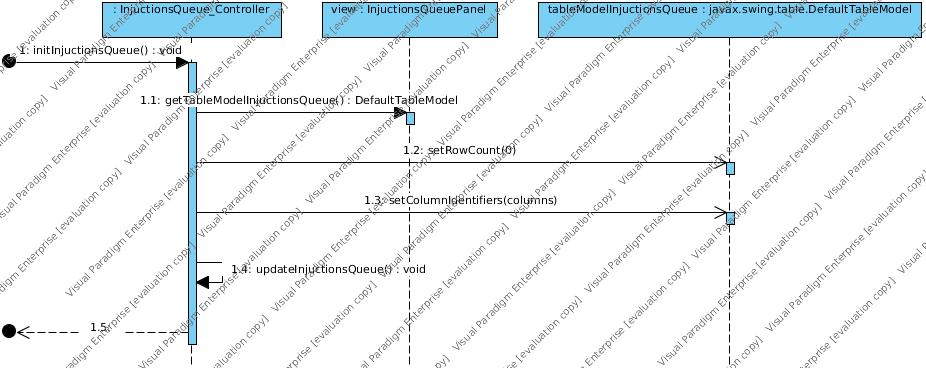 : InjuctionsQueue_Controller
view : InjuctionsQueuePanel
tableModelInjuctionsQueue : javax.swing.table.DefaultTableModel
1: initInjuctionsQueue() : void
1.1: getTableModelInjuctionsQueue() : DefaultTableModel
1.2: setRowCount(0)
1.3: setColumnIdentifiers(columns)
1.4: updateInjuctionsQueue() : void
1.5:
Visual Paradigm Enterprise [evaluation copy]